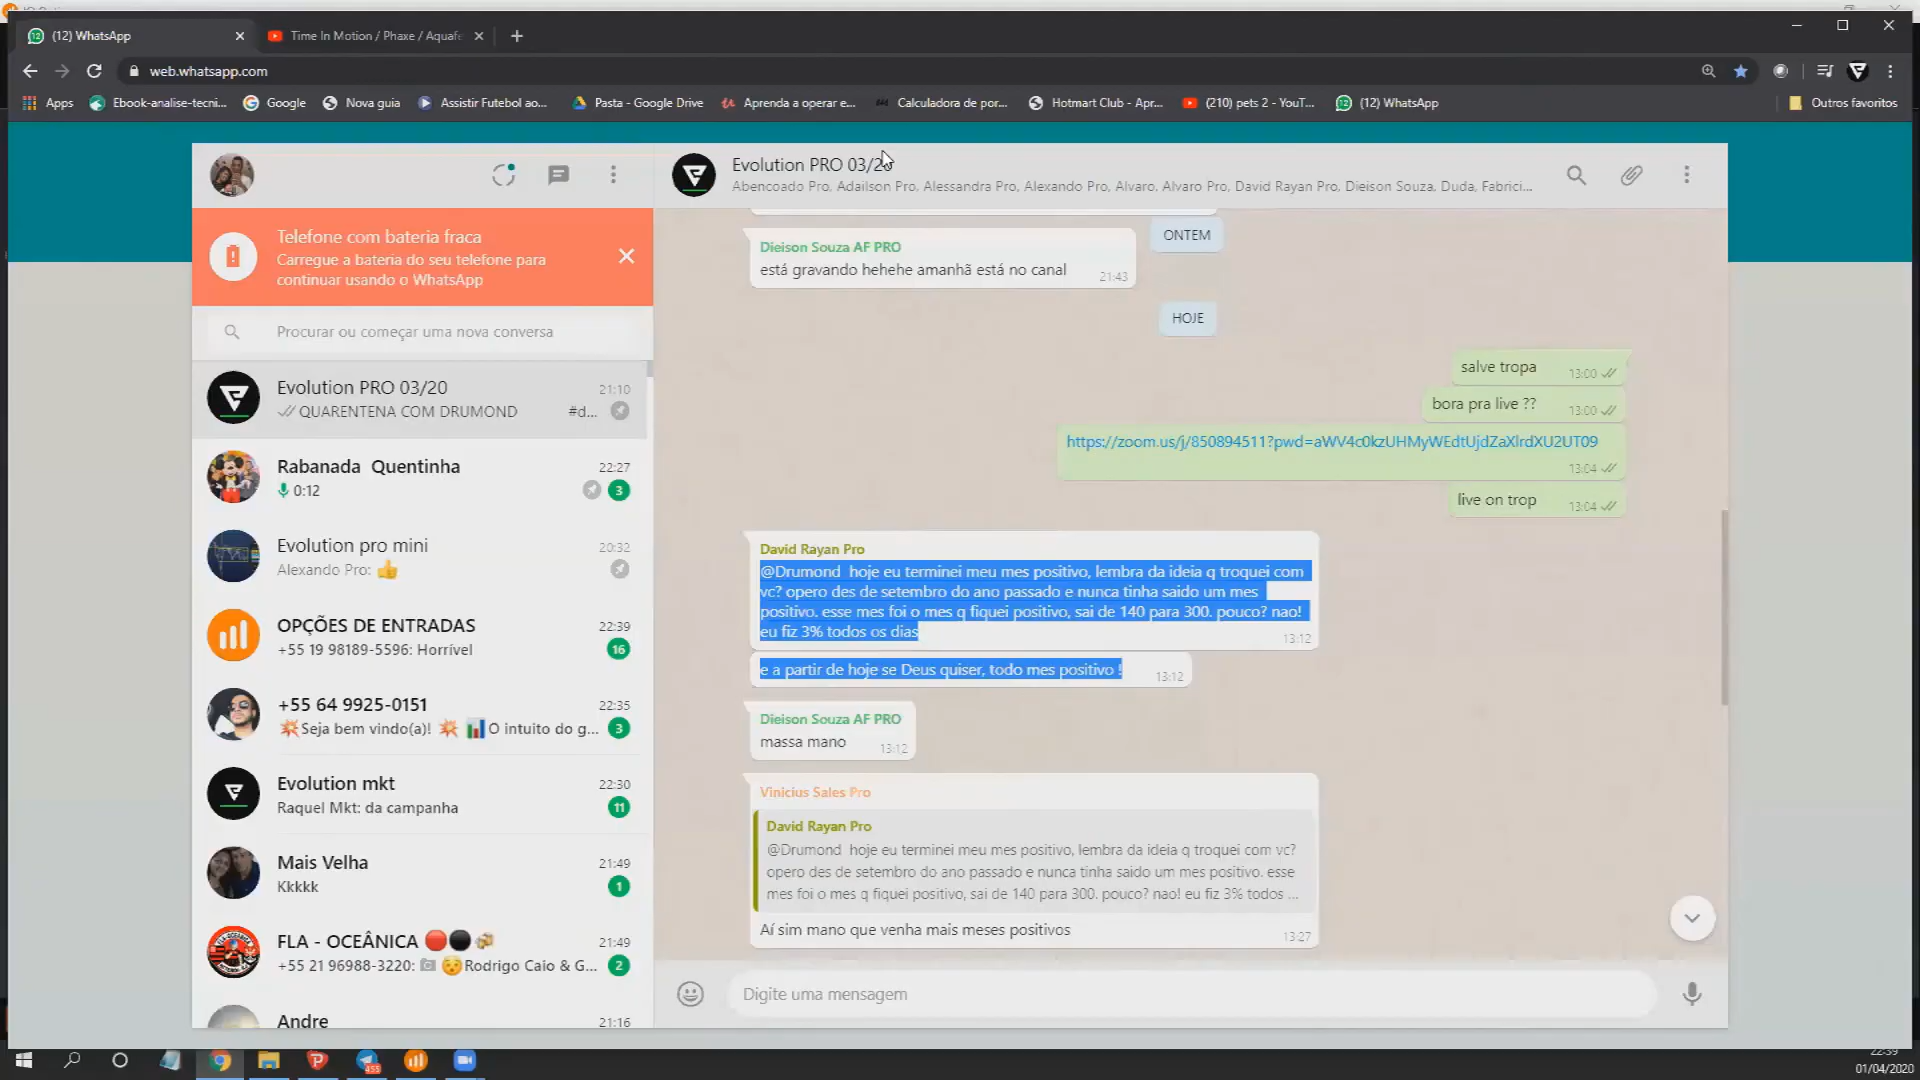 (12) WhatsApp
Time In Motion / Phaxe / Aquafe
web.whatsapp.com
Apps
Ebook-analise-tecni...
Google
Nova guia
Assistir Futebol ao...
Pasta - Google Drive
Aprenda a operar e...
Calculadora de por...
Hotmart Club - Apr...
(210) pets 2 - YouT...
(12) WhatsApp
Outros favoritos
Telefone com bateria fraca
Carregue a bateria do seu telefone para
continuar usando o WhatsApp
Procurar ou começar uma nova conversa
Evolution PRO 03/20
21:10
QUARENTENA COM DRUMOND #d...
Rabanada Quentinha
22:27
0:12
3
Evolution pro mini
20:32
Alexando Pro: 👍
OPÇÕES DE ENTRADAS
22:39
+55 19 98189-5596: Horrível
16
+55 64 9925-0151
22:35
💥Seja bem vindo(a)! 💥 📊O intuito do g...
3
Evolution mkt
22:30
Raquel Mkt: da campanha
11
Mais Velha
21:49
Kkkkk
1
FLA - OCEÂNICA 🔴⚫🍻
21:49
+55 21 96988-3220: 📷 😴Rodrigo Caio & G...
2
Andre
21:16
Evolution PRO 03/20
Abencoado Pro, Adailson Pro, Alessandra Pro, Alexando Pro, Alvaro. Alvaro Pro, David Rayan Pro, Dieison Souza. Duda, Fabrici...
ONTEM
Dieison Souza AF PRO
está gravando hehehe amanhã está no canal
21:43
HOJE
salve tropa
13:00
bora pra live ??
13:00
https://zoom.us/j/850894511?pwd=aWV4c0kzUHMyWEdtUjdZaXlrdXU2UT09
13:04
live on trop
13:04
David Rayan Pro
@Drumond hoje eu terminei meu mes positivo, lembra da ideia q troquei com
vc? opero des de setembro do ano passado e nunca tinha saido um mes
positivo. esse mes foi o mes q fiquei positivo, sai de 140 para 300. pouco? nao!
eu fiz 3% todos os dias
13:12
e a partir de hoje se Deus quiser, todo mes positivo !
13:12
Dieison Souza AF PRO
massa mano
13:12
Vinicius Sales Pro
David Rayan Pro
@Drumond hoje eu terminei meu mes positivo, lembra da ideia q troquei com vc?
opero des de setembro do ano passado e nunca tinha saido um mes positivo. esse
mes foi o mes q fiquei positivo, sai de 140 para 300. pouco? nao! eu fiz 3% todos ...
Aí sim mano que venha mais meses positivos
13:27
Digite uma mensagem
455
22:39
01/04/2020